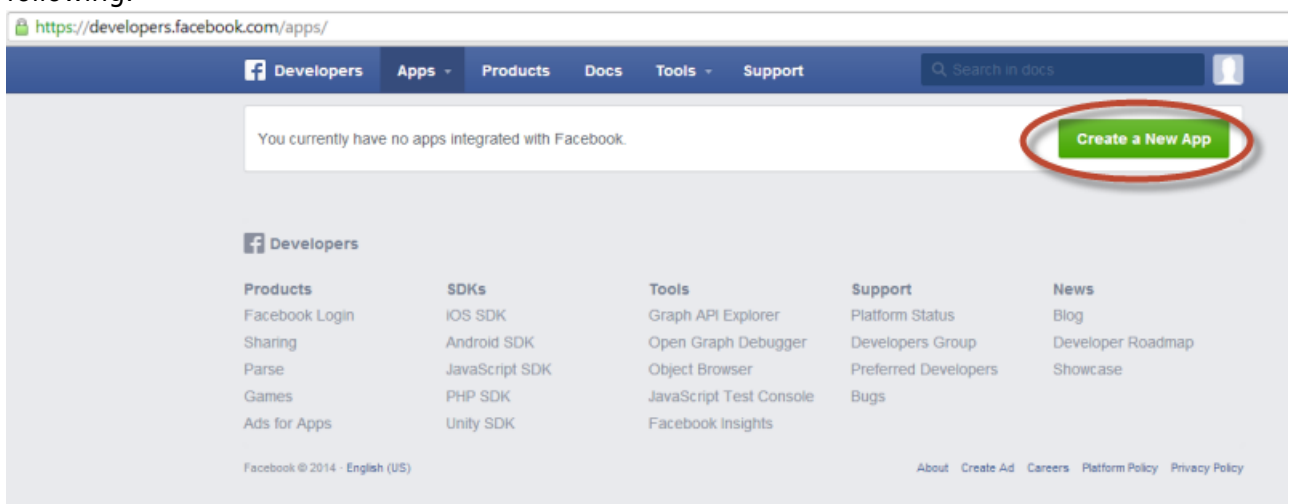 following:
https://developers.facebook.com/apps/
Developers Apps Products Docs Tools Support Search in docs
You currently have no apps integrated with Facebook. Create a New App
Developers
Products SDKs Tools Support News
Facebook Login iOS SDK Graph API Explorer Platform Status Blog
Sharing Android SDK Open Graph Debugger Developers Group Developer Roadmap
Parse JavaScript SDK Object Browser Preferred Developers Showcase
Games PHP SDK JavaScript Test Console Bugs
Ads for Apps Unity SDK Facebook Insights
Facebook © 2014 · English (US) About Create Ad Careers Platform Policy Privacy Policy